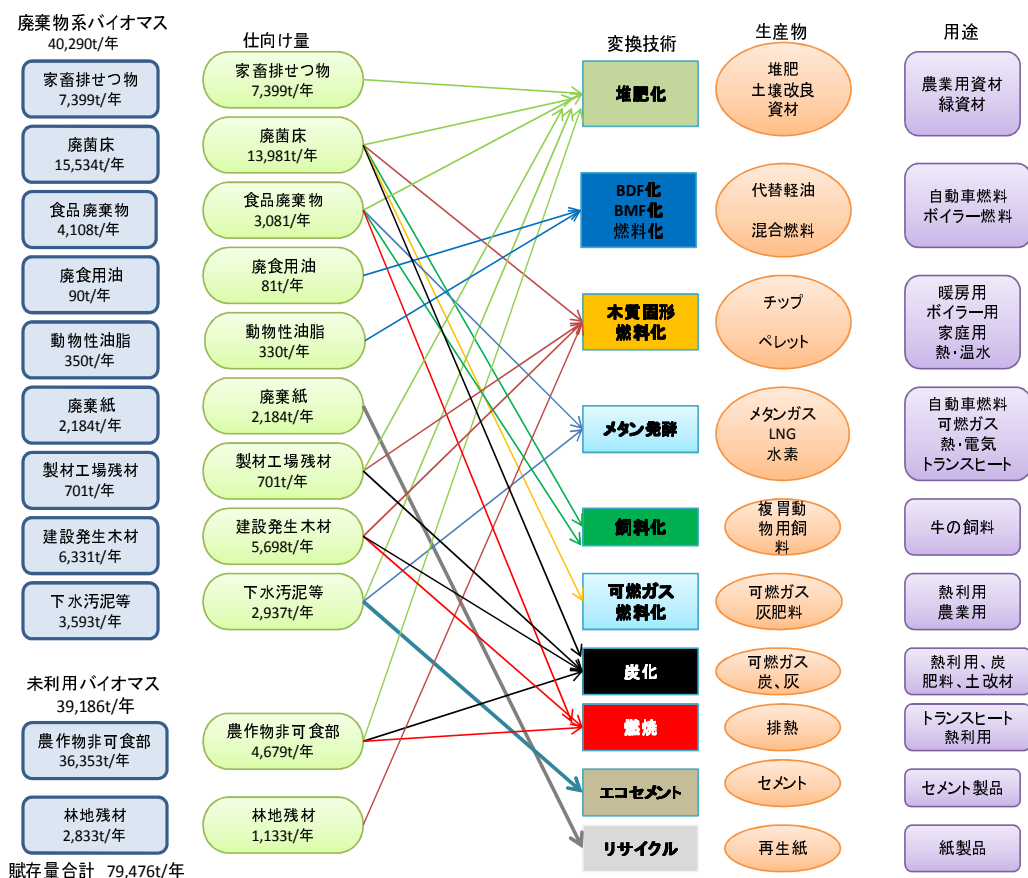 廃棄物系バイオマス
40,290t/年
家畜排せつ物
7,399t/年
廃菌床
15,534t/年
食品廃棄物
4,108t/年
廃食用油
90t/年
動物性油脂
350t/年
廃棄紙
2,184t/年
製材工場残材
701t/年
建設発生木材
6,331t/年
下水汚泥等
3,593t/年
未利用バイオマス
39,186t/年
農作物非可食部
36,353t/年
林地残材
2,833t/年
賦存量合計 79,476t/年
仕向け量
家畜排せつ物
7,399t/年
廃菌床
13,981t/年
食品廃棄物
3,081/年
廃食用油
81t/年
動物性油脂
330t/年
廃棄紙
2,184t/年
製材工場残材
701t/年
建設発生木材
5,698t/年
下水汚泥等
2,937t/年
農作物非可食部
4,679t/年
林地残材
1,133t/年
変換技術
堆肥化
BDF化
BMF化
燃料化
木質固形
燃料化
メタン発酵
飼料化
可燃ガス
燃料化
炭化
燃焼
エコセメント
リサイクル
生産物
堆肥
土壌改良
資材
代替軽油
混合燃料
チップ
ペレット
メタンガス
LNG
水素
複胃動
物用飼
料
可燃ガス
灰肥料
可燃ガス
炭、灰
排熱
セメント
再生紙
用途
農業用資材
緑資材
自動車燃料
ボイラー燃料
暖房用
ボイラー用
家庭用
熱・温水
自動車燃料
可燃ガス
熱・電気
トランスヒート
牛の飼料
熱利用
農業用
熱利用、炭
肥料、土改材
トランスヒート
熱利用
セメント製品
紙製品